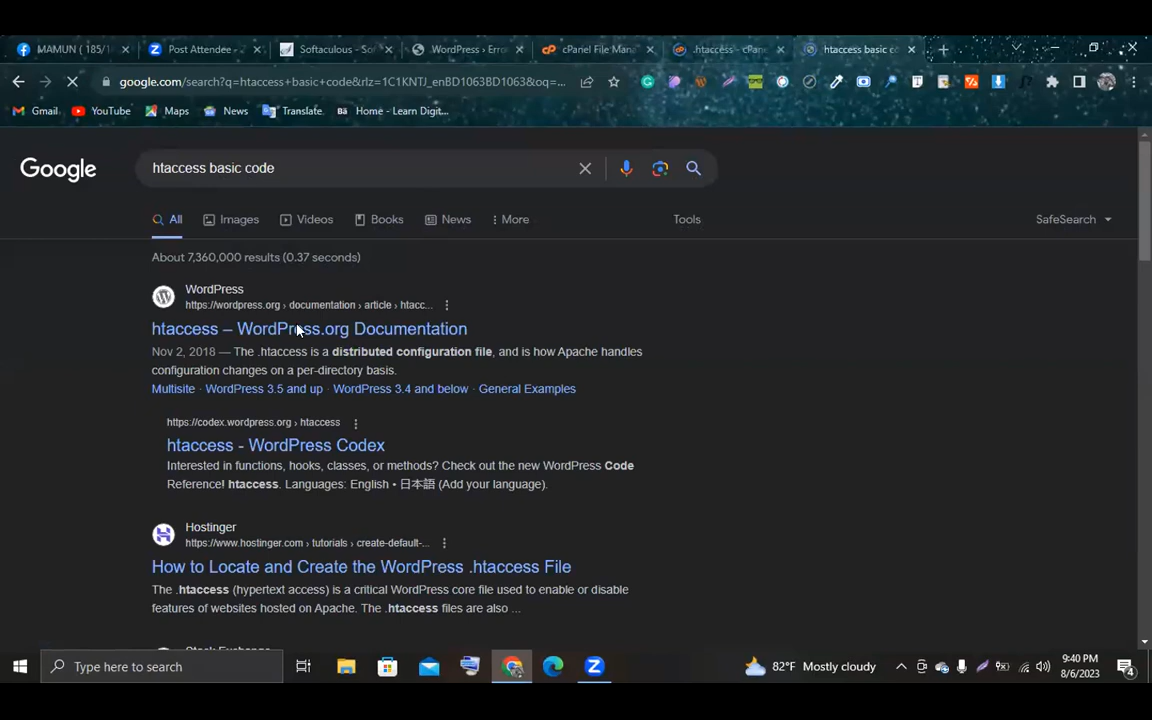 MAMUN ( 185/1
Post Attendee - Z
Softaculous - So
WordPress › Erro
cPanel File Man
.htaccess - cPan
htaccess basic c
google.com/search?q=htaccess+basic+code&rlz=1C1KNTJ_enBD1063BD1063&oq=...
Gmail
YouTube
Maps
News
Translate
Home - Learn Digit...
Google
htaccess basic code
All
Images
Videos
Books
News
More
Tools
SafeSearch
About 7,360,000 results (0.37 seconds)
WordPress
https://wordpress.org › documentation › article › htacc...
htaccess – WordPress.org Documentation
Nov 2, 2018 — The .htaccess is a distributed configuration file, and is how Apache handles
configuration changes on a per-directory basis.
Multisite · WordPress 3.5 and up · WordPress 3.4 and below · General Examples
https://codex.wordpress.org › htaccess
htaccess - WordPress Codex
Interested in functions, hooks, classes, or methods? Check out the new WordPress Code
Reference! htaccess. Languages: English • 日本語 (Add your language).
Hostinger
https://www.hostinger.com › tutorials › create-default-...
How to Locate and Create the WordPress .htaccess File
The .htaccess (hypertext access) is a critical WordPress core file used to enable or disable
features of websites hosted on Apache. The .htaccess files are also ...
Stack Exchange
Type here to search
82°F Mostly cloudy
9:40 PM
8/6/2023
4